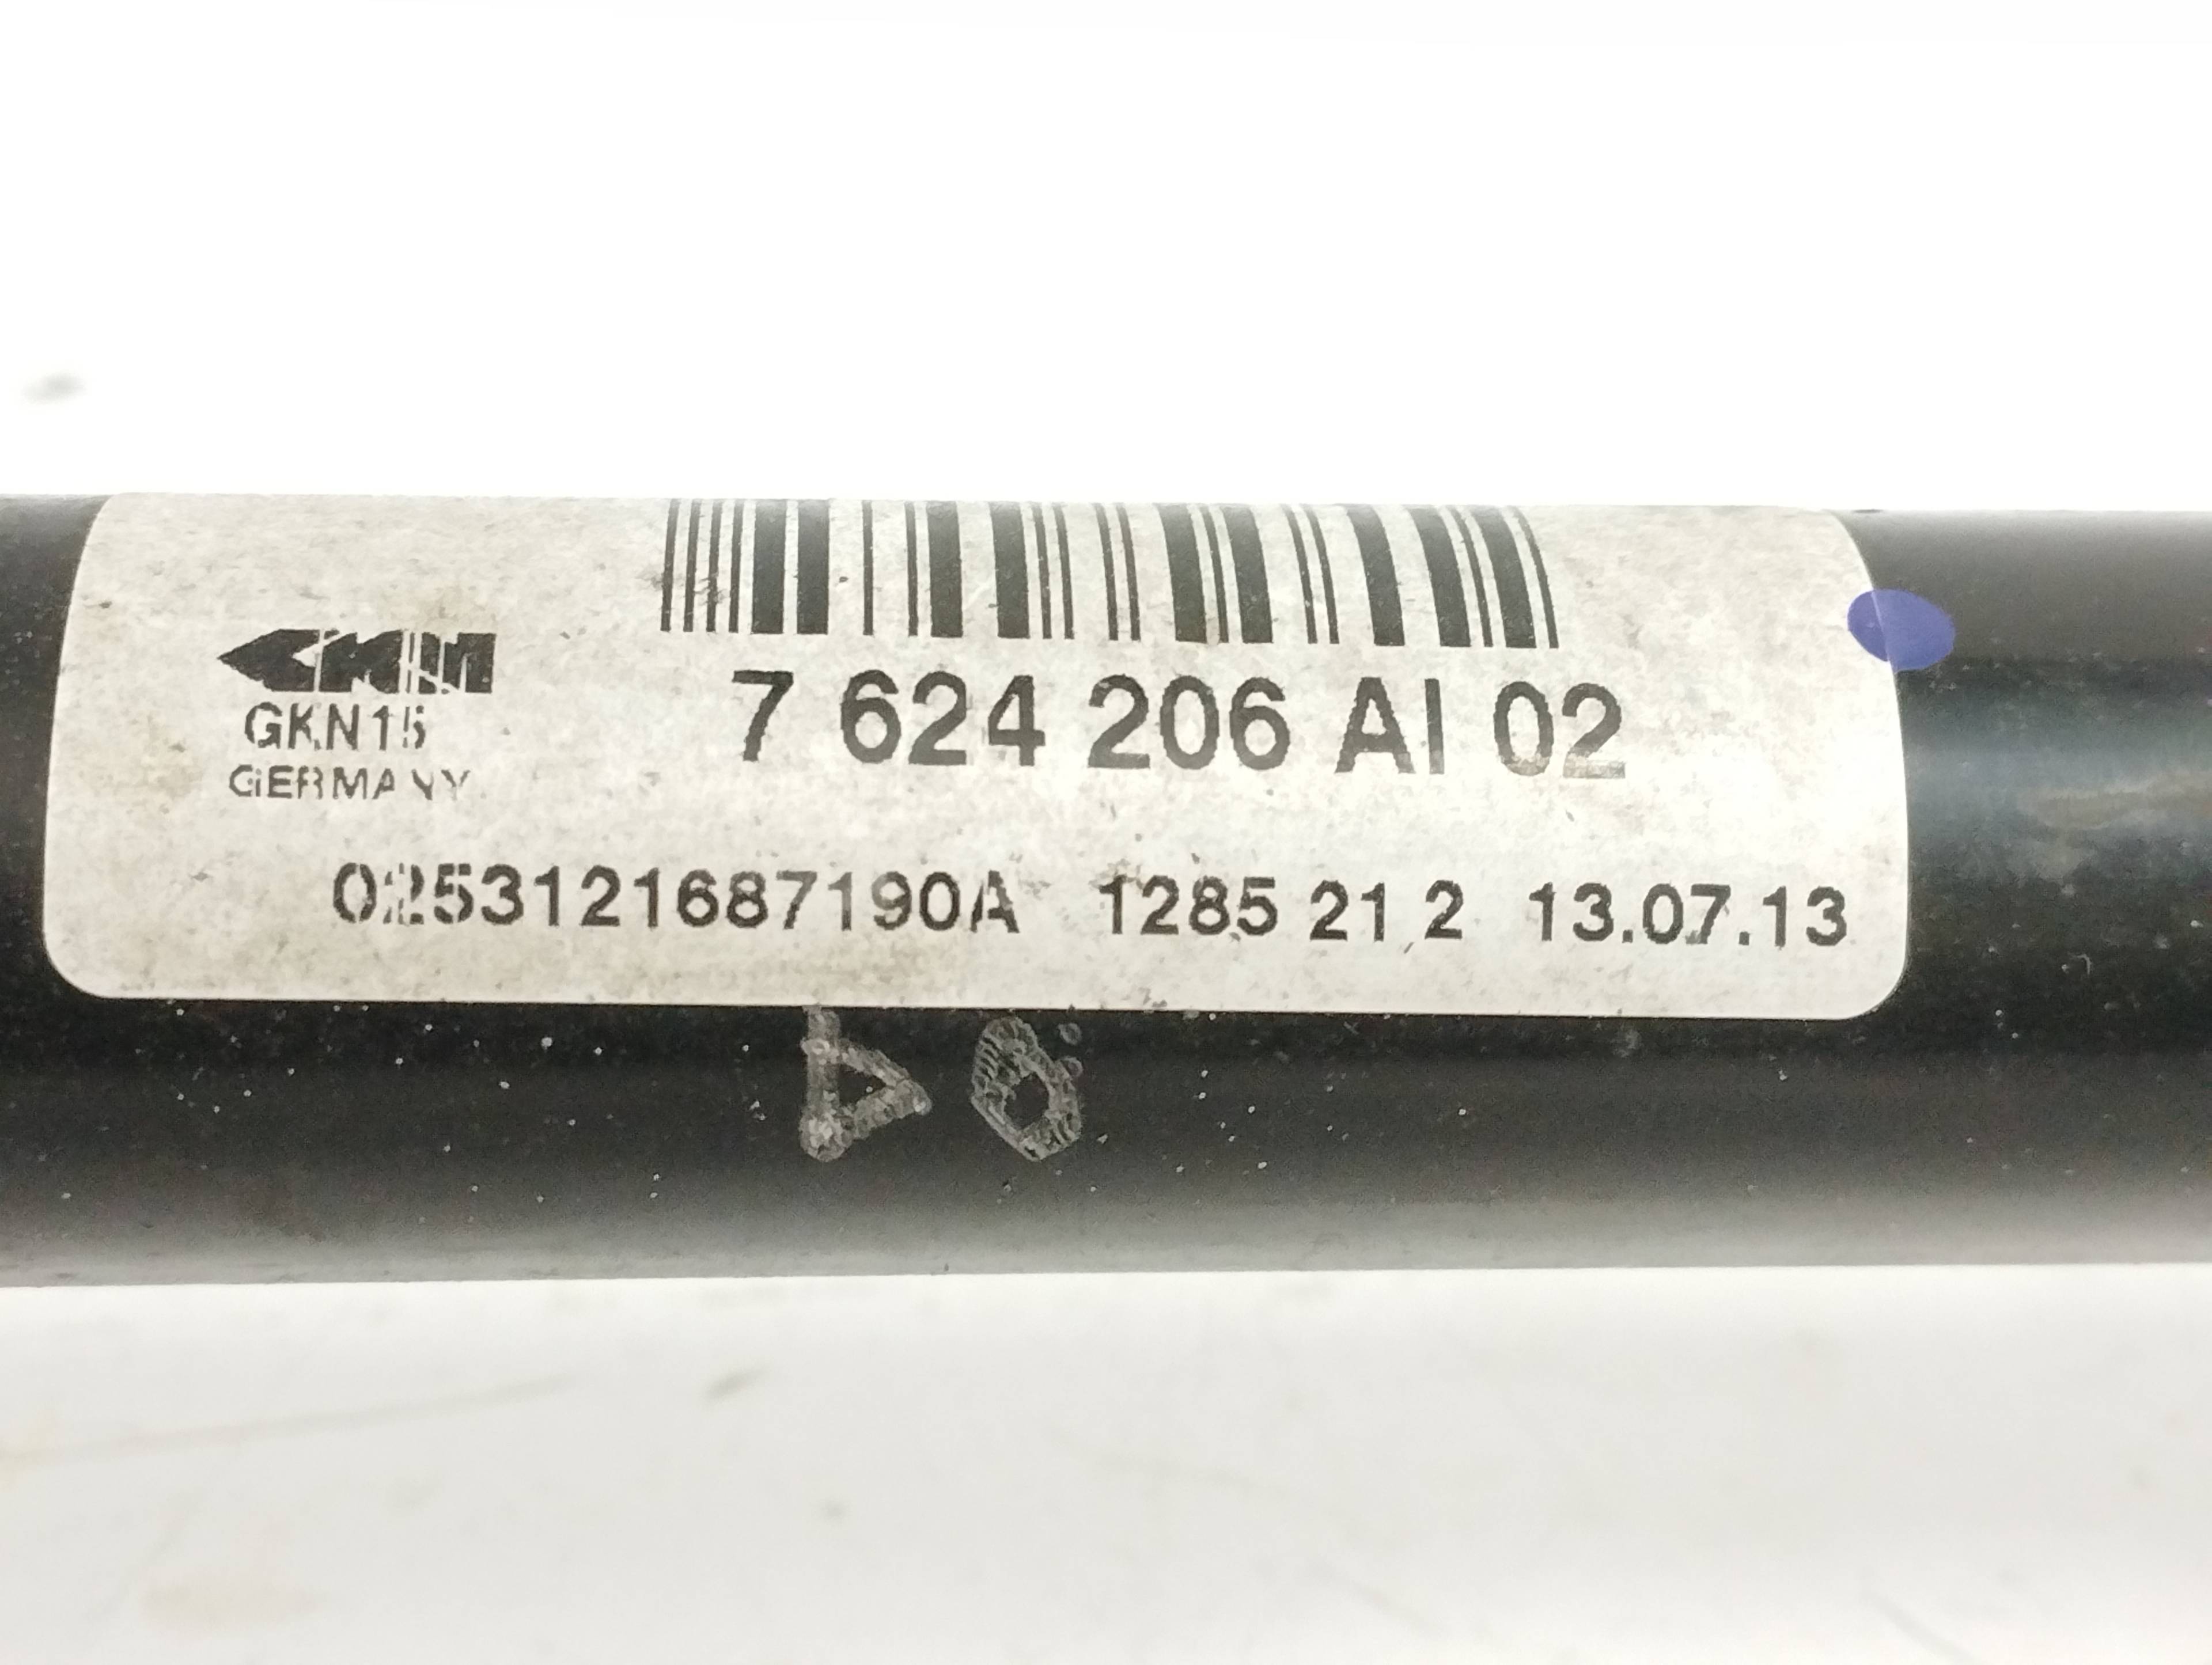 GKN
7 624 206 AI 02
GKN15
GERMANY
0253121687190A 1285 21 2 13.07.13